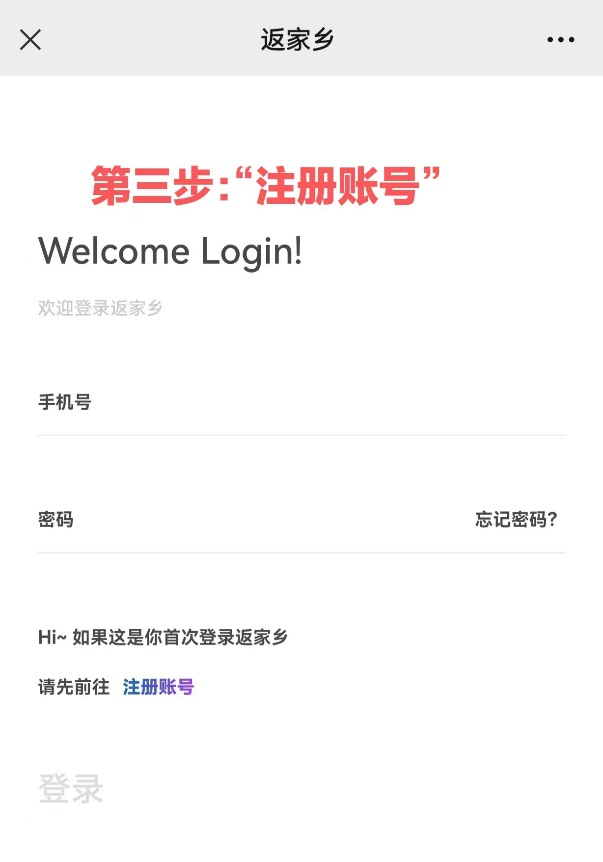 返家乡
第三步:“注册账号”
Welcome Login!
欢迎登录返家乡
手机号
密码 忘记密码?
Hi~ 如果这是你首次登录返家乡
请先前往 注册账号
登录